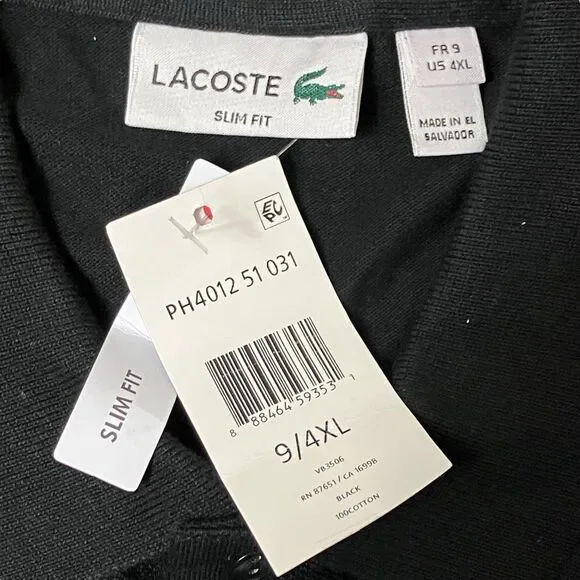 LACOSTE
SLIM FIT
FR 9
US 4XL
MADE IN EL
SALVADOR
EPC
PH4012 51 031
8 88464 59353 1
9/4XL
VB3506
RN 87651 / CA 16998
BLACK
100COTTON
SLIM FIT